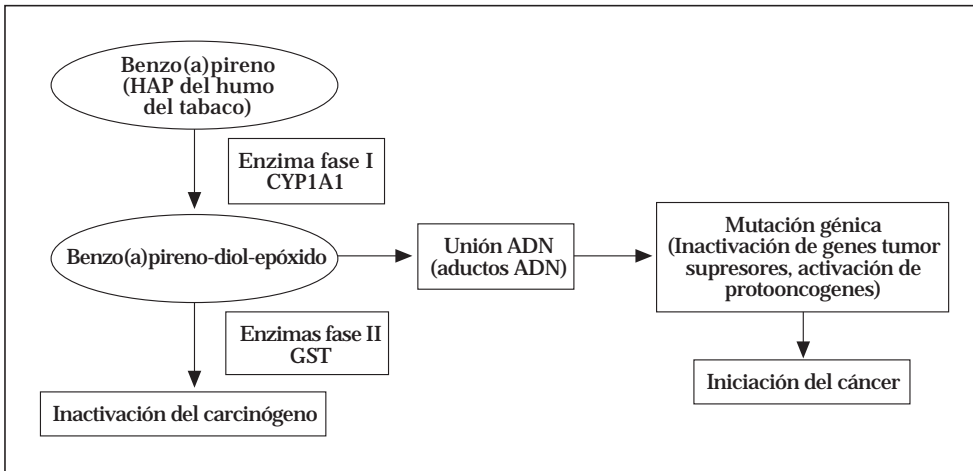 Benzo(a)pireno
(HAP del humo
del tabaco)
Enzima fase I
CYP1A1
Benzo(a)pireno-diol-epóxido
Unión ADN
(aductos ADN)
Mutación génica
(Inactivación de genes tumor
supresores, activación de
protooncogenes)
Enzimas fase II
GST
Inactivación del carcinógeno
Iniciación del cáncer